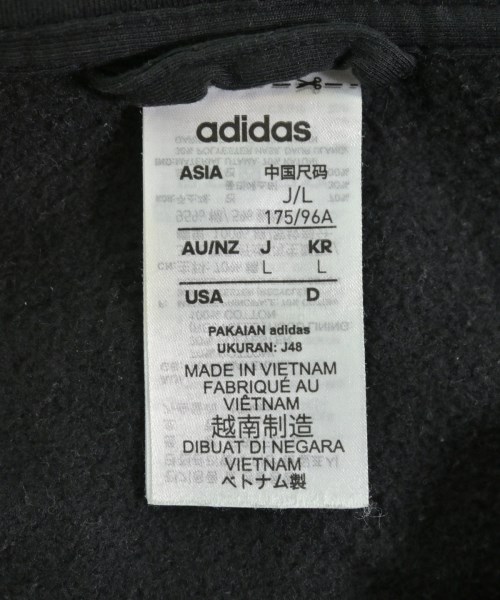 adidas
ASIA 中国尺码
J/L
175/96A
AU/NZ J KR
L L
USA D
PAKAIAN adidas
UKURAN: J48
MADE IN VIETNAM
FABRIQUÉ AU
VIÊTNAM
越南制造
DIBUAT DI NEGARA
VIETNAM
ベトナム製